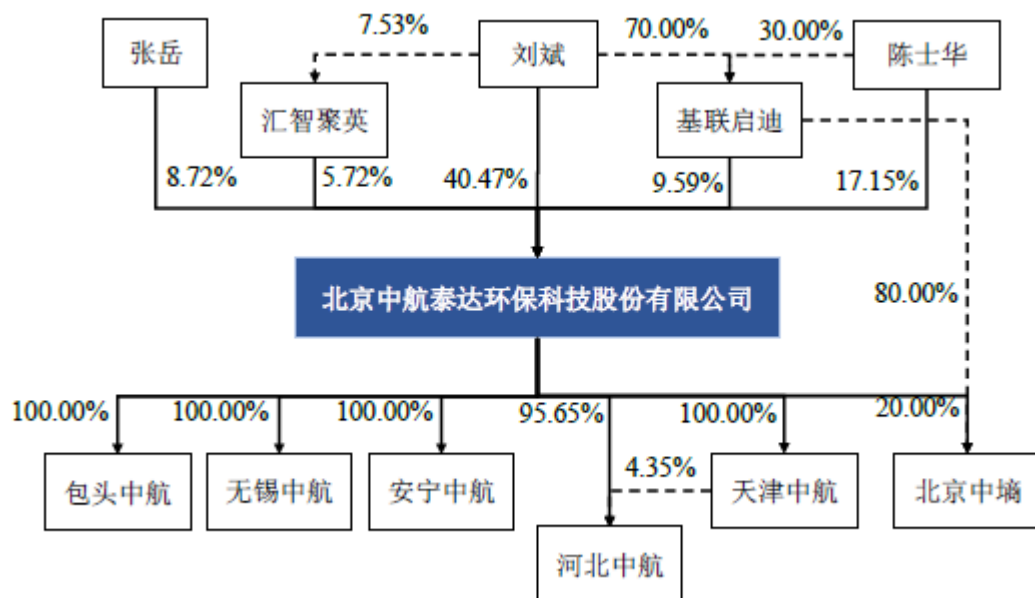 7.53%
70.00%
30.00%
张岳
刘斌
陈士华
汇智聚英
基联启迪
8.72%
5.72%
40.47%
9.59%
17.15%
北京中航泰达环保科技股份有限公司
80.00%
100.00%
100.00%
100.00%
95.65%
100.00%
20.00%
4.35%
包头中航
无锡中航
安宁中航
天津中航
北京中墒
河北中航